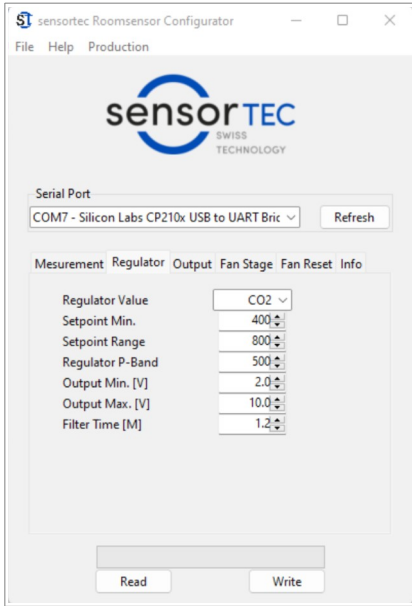 sensortec Roomsensor Configurator
File Help Production
sensorTEC
SWISS
TECHNOLOGY
Serial Port
COM7 - Silicon Labs CP210x USB to UART Bric
Refresh
Mesurement Regulator Output Fan Stage Fan Reset Info
Regulator Value CO2
Setpoint Min. 400
Setpoint Range 800
Regulator P-Band 500
Output Min. [V] 2.0
Output Max. [V] 10.0
Filter Time [M] 1.2
Read Write